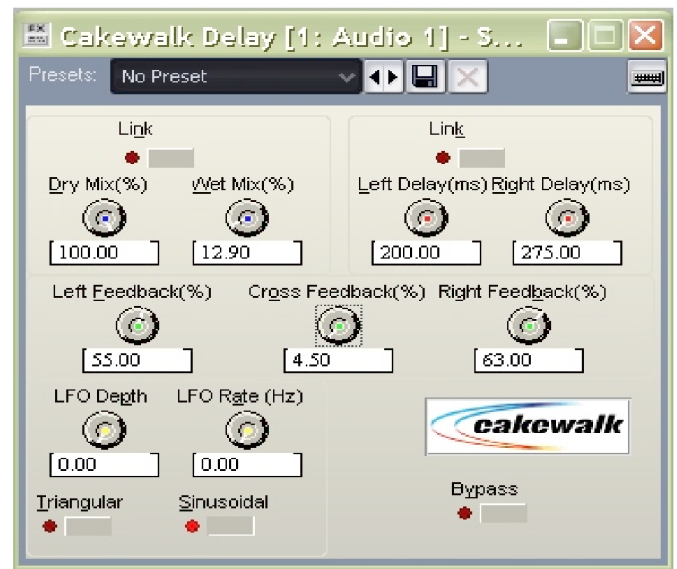 Cakewalk Delay [1: Audio 1] - S...
Presets: No Preset
Link Link
Dry Mix(%) Wet Mix(%) Left Delay(ms) Right Delay(ms)
100.00 12.90 200.00 275.00
Left Feedback(%) Cross Feedback(%) Right Feedback(%)
55.00 4.50 63.00
LFO Depth LFO Rate (Hz)
cakewalk
0.00 0.00
Triangular Sinusoidal Bypass